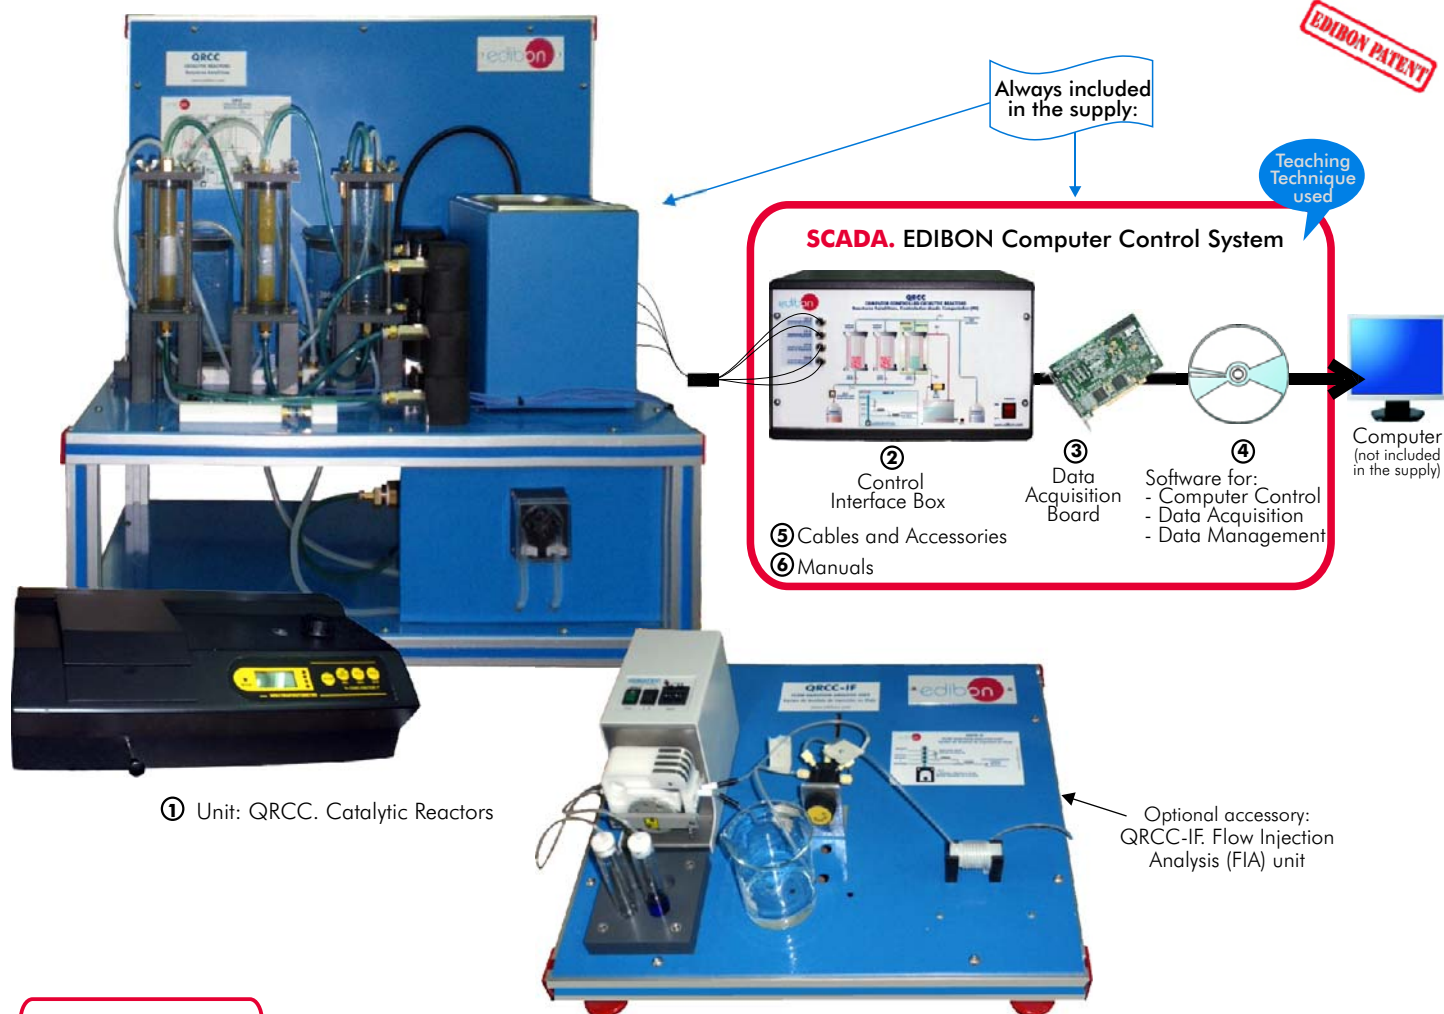 EDIBON PATENT
QRCC
edibon
Always included
in the supply:
Teaching
Technique
used
SCADA. EDIBON Computer Control System
edibon
QRCC
2
Control
Interface Box
3
Data
Acquisition
Board
4
Software for:
- Computer Control
- Data Acquisition
- Data Management
5 Cables and Accessories
6 Manuals
Computer
(not included
in the supply)
1 Unit: QRCC. Catalytic Reactors
QRCC-IF
edibon
Optional accessory:
QRCC-IF. Flow Injection
Analysis (FIA) unit